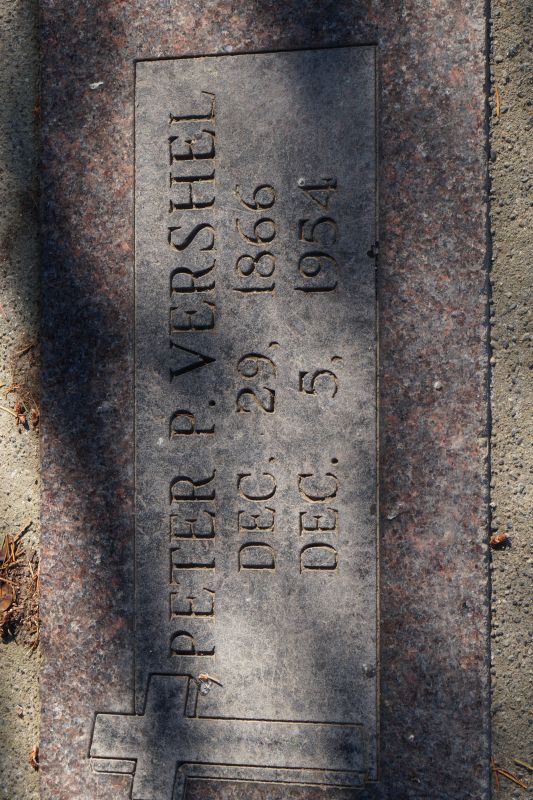 PETER P. VERSHEL
DEC. 29, 1866
DEC. 5, 1954